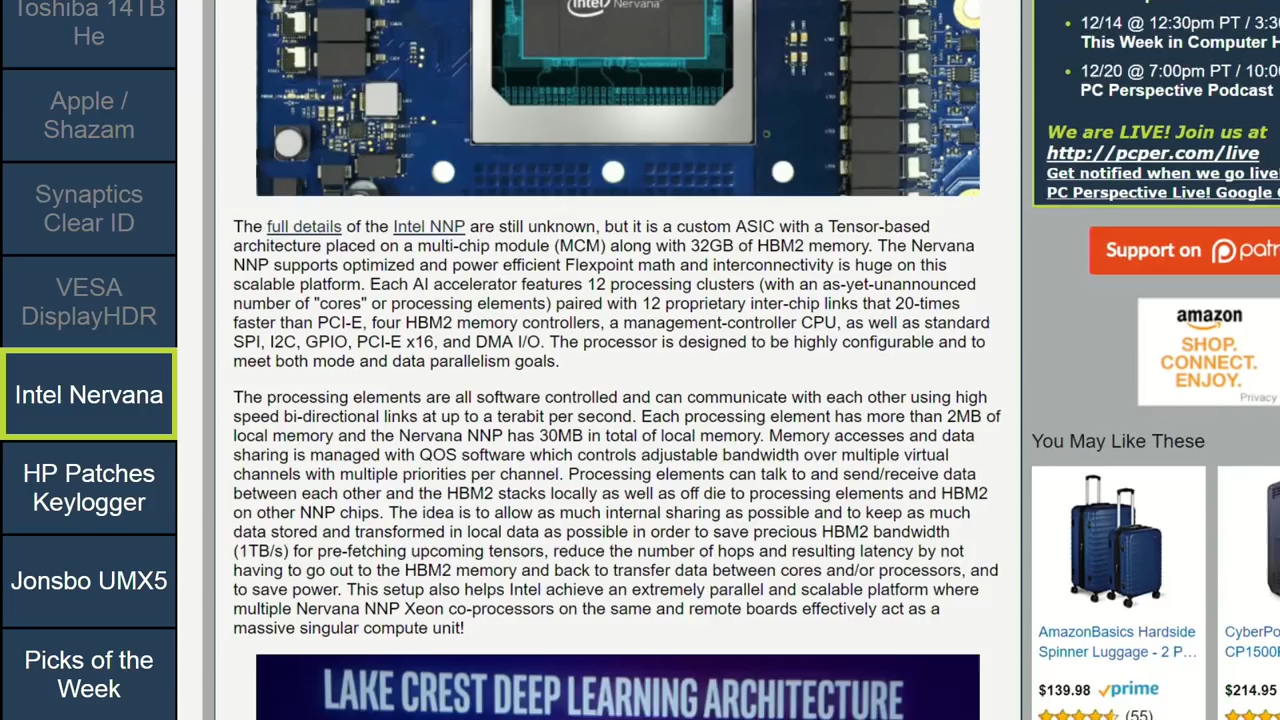 Toshiba 14TB
He
Apple /
Shazam
Synaptics
Clear ID
VESA
DisplayHDR
Intel Nervana
HP Patches
Keylogger
Jonsbo UMX5
Picks of the
Week
intel Nervana
The full details of the Intel NNP are still unknown, but it is a custom ASIC with a Tensor-based
architecture placed on a multi-chip module (MCM) along with 32GB of HBM2 memory. The Nervana
NNP supports optimized and power efficient Flexpoint math and interconnectivity is huge on this
scalable platform. Each AI accelerator features 12 processing clusters (with an as-yet-unannounced
number of "cores" or processing elements) paired with 12 proprietary inter-chip links that 20-times
faster than PCI-E, four HBM2 memory controllers, a management-controller CPU, as well as standard
SPI, I2C, GPIO, PCI-E x16, and DMA I/O. The processor is designed to be highly configurable and to
meet both mode and data parallelism goals.
The processing elements are all software controlled and can communicate with each other using high
speed bi-directional links at up to a terabit per second. Each processing element has more than 2MB of
local memory and the Nervana NNP has 30MB in total of local memory. Memory accesses and data
sharing is managed with QOS software which controls adjustable bandwidth over multiple virtual
channels with multiple priorities per channel. Processing elements can talk to and send/receive data
between each other and the HBM2 stacks locally as well as off die to processing elements and HBM2
on other NNP chips. The idea is to allow as much internal sharing as possible and to keep as much
data stored and transformed in local data as possible in order to save precious HBM2 bandwidth
(1TB/s) for pre-fetching upcoming tensors, reduce the number of hops and resulting latency by not
having to go out to the HBM2 memory and back to transfer data between cores and/or processors, and
to save power. This setup also helps Intel achieve an extremely parallel and scalable platform where
multiple Nervana NNP Xeon co-processors on the same and remote boards effectively act as a
massive singular compute unit!
LAKE CREST DEEP LEARNING ARCHITECTURE
12/14 @ 12:30pm PT / 3:3
This Week in Computer H
12/20 @ 7:00pm PT / 10:0
PC Perspective Podcast
We are LIVE! Join us at
http://pcper.com/live
Get notified when we go live!
PC Perspective Live! Google
Support on patr
amazon
SHOP.
CONNECT.
ENJOY.
Privacy
You May Like These
AmazonBasics Hardside
Spinner Luggage - 2 P...
$139.98 prime
(55)
CyberPo
CP1500
$214.95